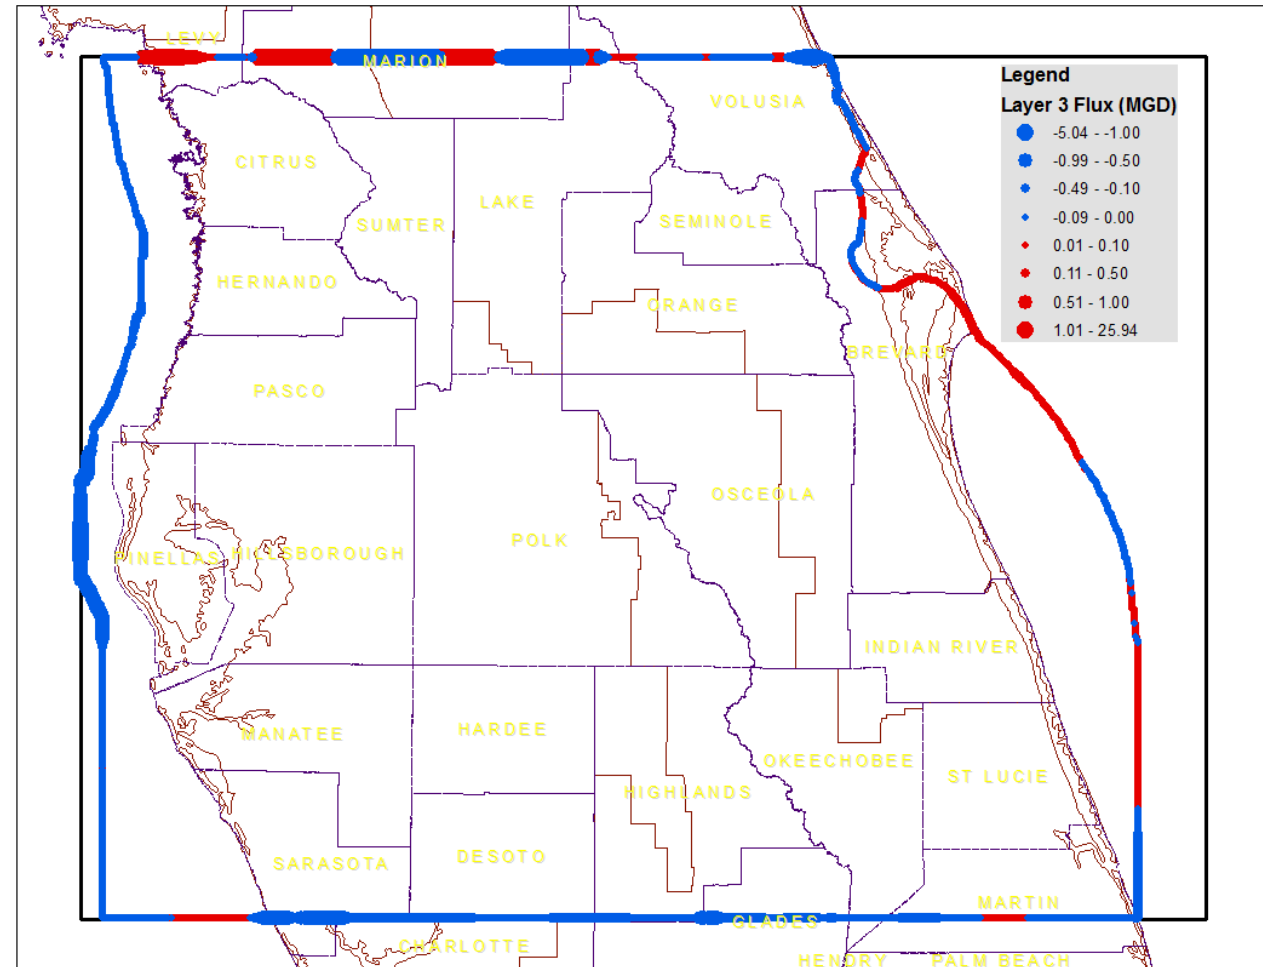 LEVY
MARION
Legend
Layer 3 Flux (MGD)
-5.04 - -1.00
-0.99 - -0.50
-0.49 - -0.10
-0.09 - 0.00
0.01 - 0.10
0.11 - 0.50
0.51 - 1.00
1.01 - 25.94
VOLUSIA
CITRUS
LAKE
SUMTER
SEMINOLE
HERNANDO
ORANGE
BREVARD
PASCO
OSCEOLA
POLK
PINELLAS
HILLSBOROUGH
INDIAN RIVER
MANATEE
HARDEE
OKEECHOBEE
ST LUCIE
HIGHLANDS
SARASOTA
DESOTO
MARTIN
GLADES
CHARLOTTE
HENDRY
PALM BEACH